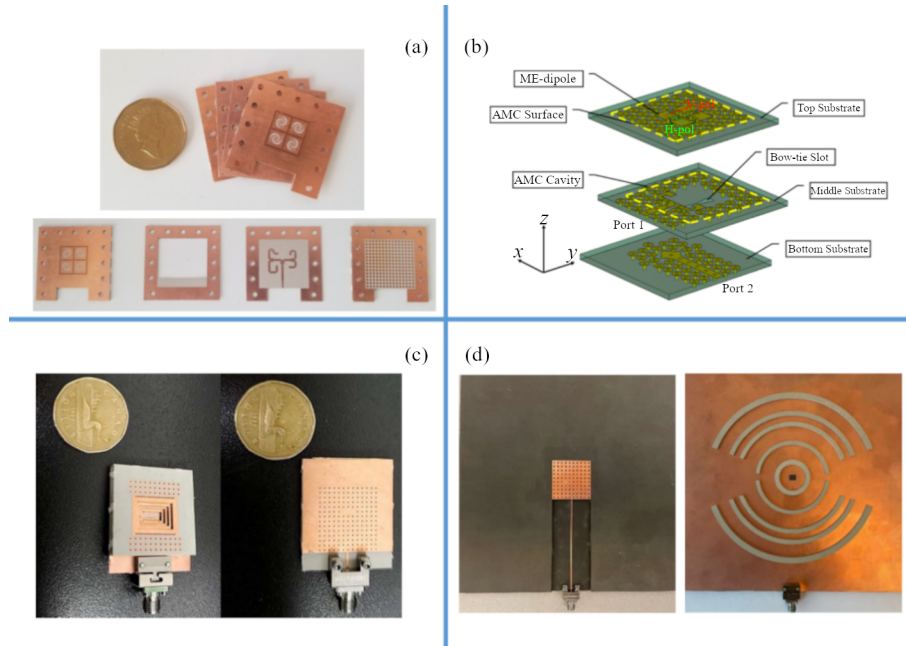 (a)
(b)
ME-dipole
AMC Surface
H-pol
Top Substrate
Bow-tie Slot
AMC Cavity
Middle Substrate
Port 1
z
x
y
Bottom Substrate
Port 2
(c)
(d)